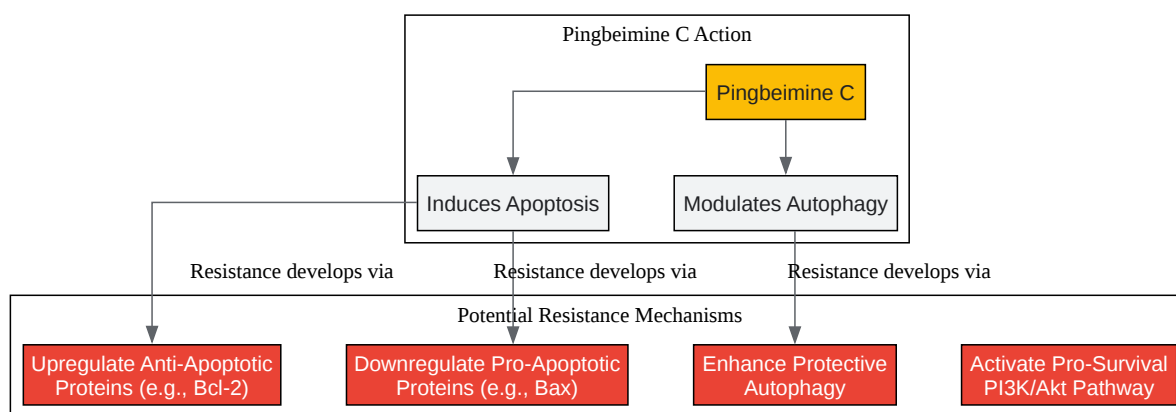 Pingbeimine C Action
Pingbeimine C
Induces Apoptosis
Modulates Autophagy
Resistance develops via
Resistance develops via
Resistance develops via
Potential Resistance Mechanisms
Upregulate Anti-Apoptotic
Proteins (e.g., Bcl-2)
Downregulate Pro-Apoptotic
Proteins (e.g., Bax)
Enhance Protective
Autophagy
Activate Pro-Survival
PI3K/Akt Pathway